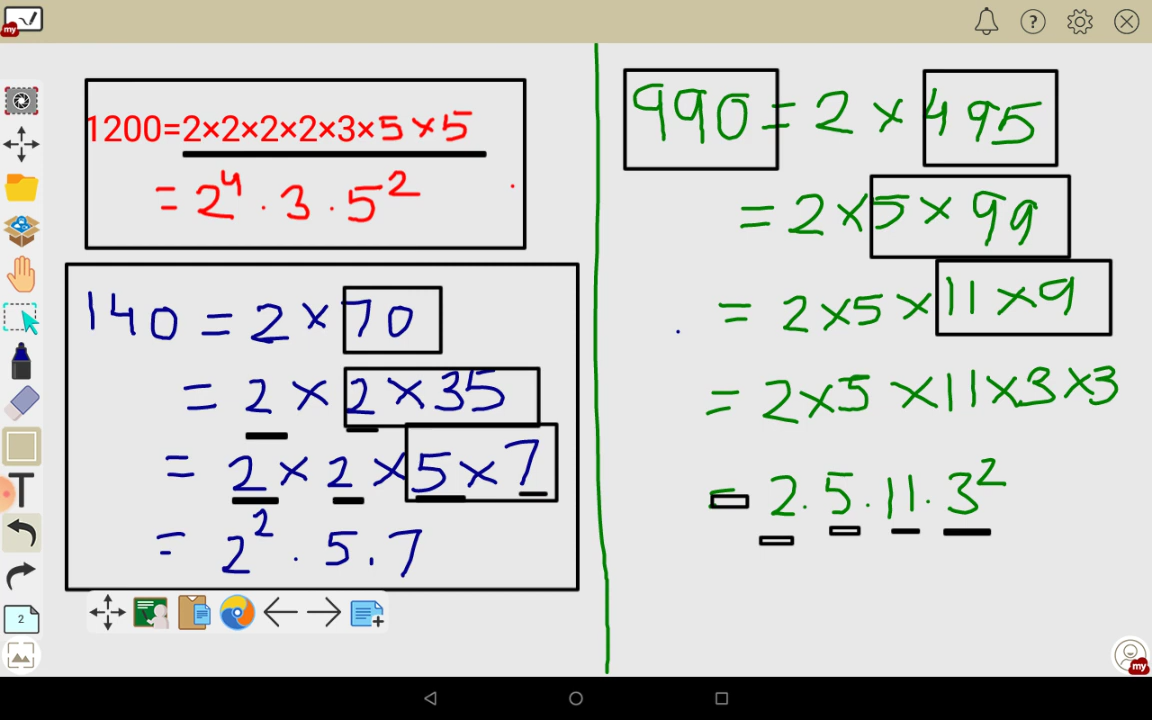 1200=2×2×2×2×3×5×5
= 2⁴ · 3 · 5²
140 = 2 × 70
= 2 × 2 × 35
= 2 × 2 × 5 × 7
= 2² · 5 · 7
990 = 2 × 495
= 2 × 5 × 99
= 2 × 5 × 11 × 9
= 2 × 5 × 11 × 3 × 3
= 2 · 5 · 11 · 3²
my
?
T
2
my